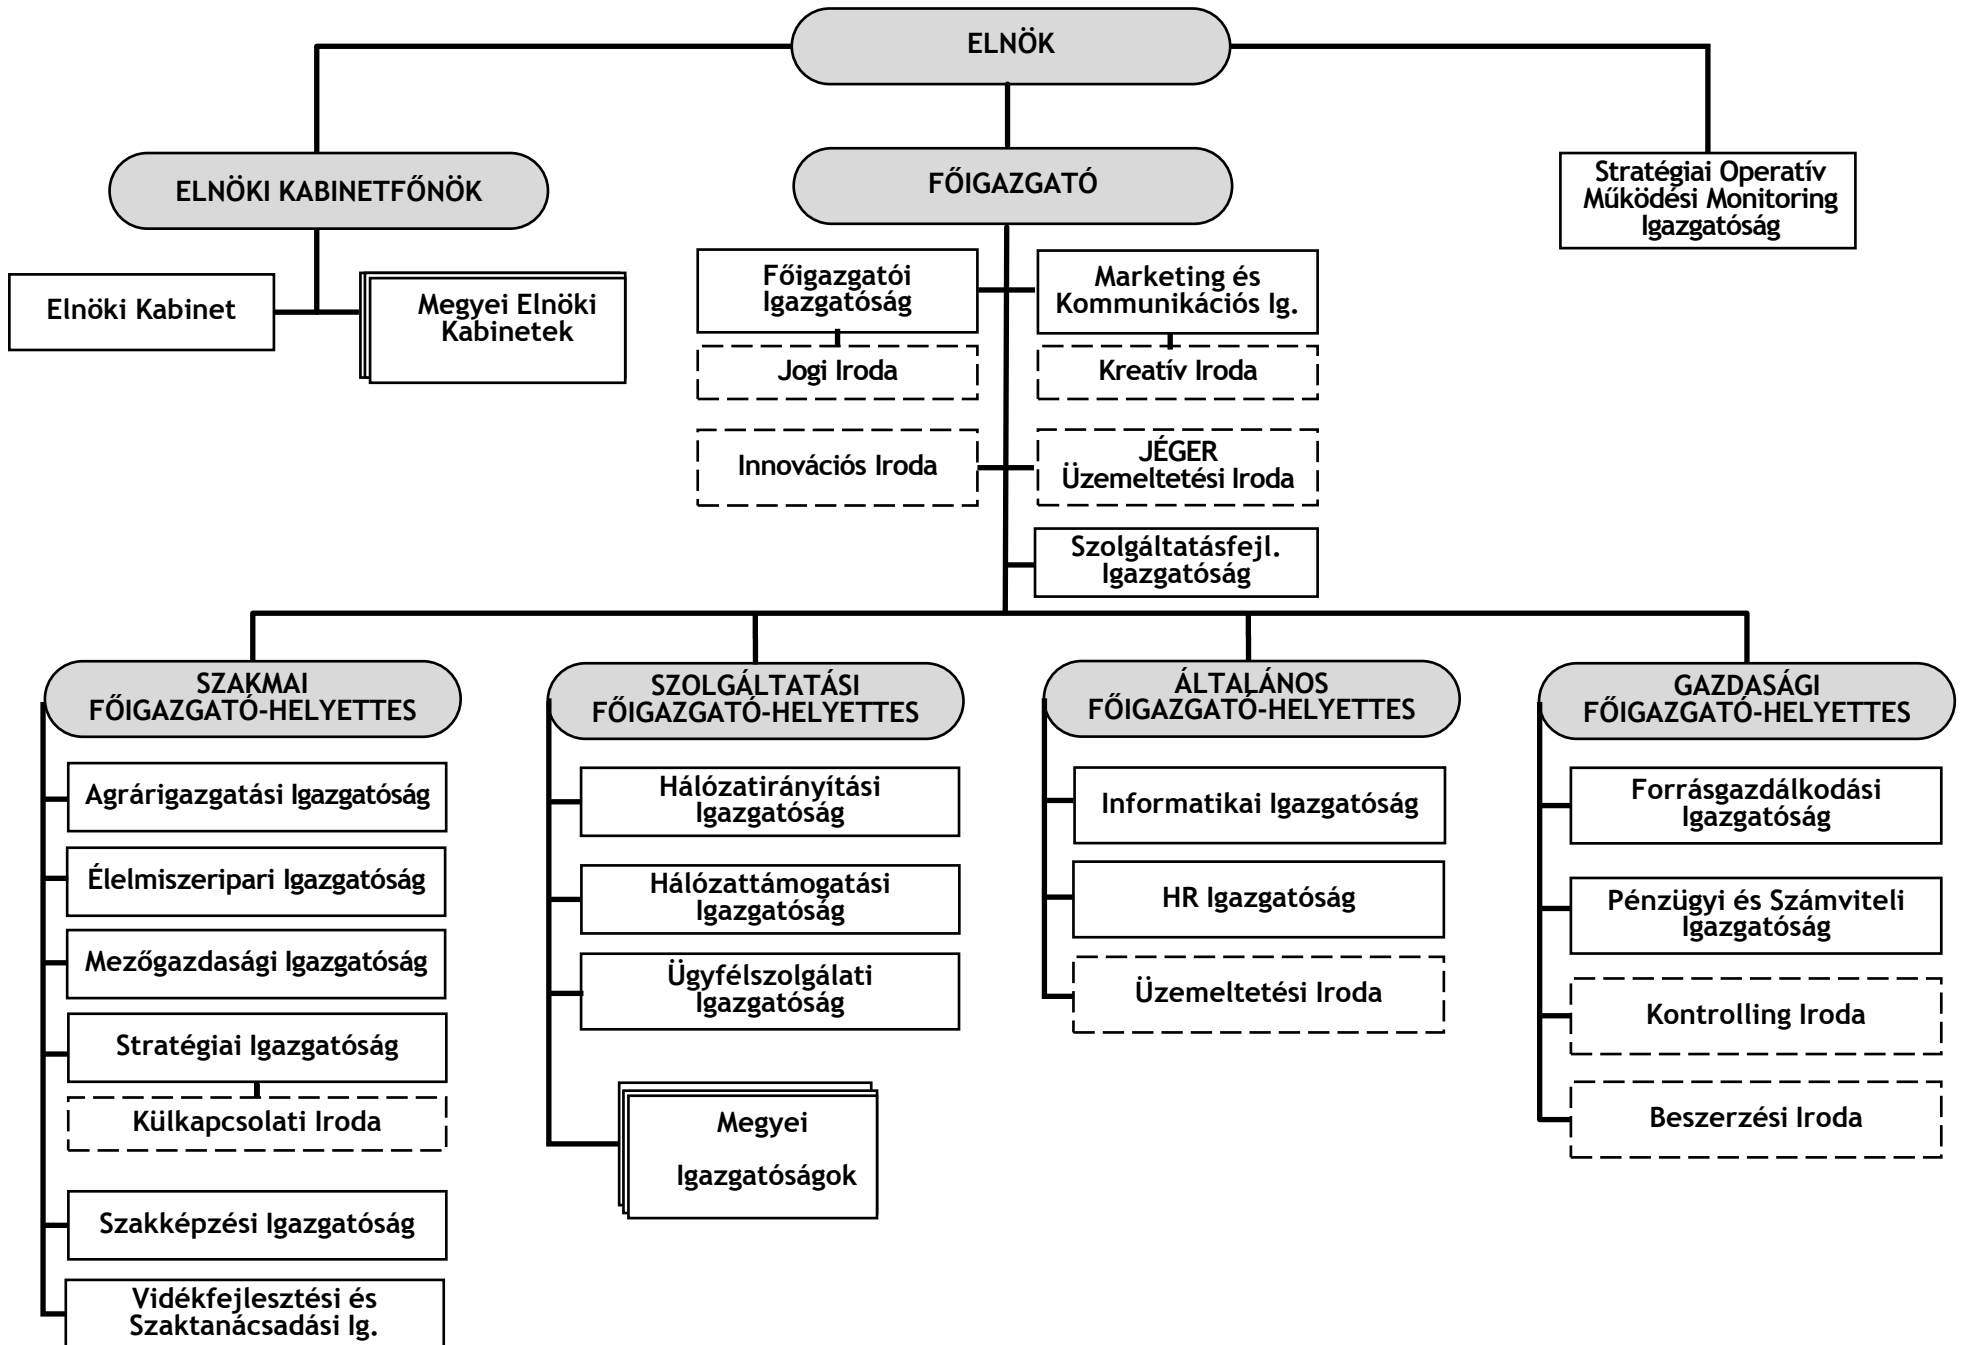 ELNÖK
ELNÖKI KABINETFŐNÖK
FŐIGAZGATÓ
Stratégiai Operatív
Működési Monitoring
Igazgatóság
Elnöki Kabinet
Megyei Elnöki
Kabinetek
Főigazgatói
Igazgatóság
Marketing és
Kommunikációs Ig.
Jogi Iroda
Kreatív Iroda
Innovációs Iroda
JÉGER
Üzemeltetési Iroda
Szolgáltatásfejl.
Igazgatóság
SZAKMAI
FŐIGAZGATÓ-HELYETTES
Agrárigazgatási Igazgatóság
Élelmiszeripari Igazgatóság
Mezőgazdasági Igazgatóság
Stratégiai Igazgatóság
Külkapcsolati Iroda
Szakképzési Igazgatóság
Vidékfejlesztési és
Szaktanácsadási Ig.
SZOLGÁLTATÁSI
FŐIGAZGATÓ-HELYETTES
Hálózatirányítási
Igazgatóság
Hálózattámogatási
Igazgatóság
Ügyfélszolgálati
Igazgatóság
Megyei
Igazgatóságok
ÁLTALÁNOS
FŐIGAZGATÓ-HELYETTES
Informatikai Igazgatóság
HR Igazgatóság
Üzemeltetési Iroda
GAZDASÁGI
FŐIGAZGATÓ-HELYETTES
Forrásgazdálkodási
Igazgatóság
Pénzügyi és Számviteli
Igazgatóság
Kontrolling Iroda
Beszerzési Iroda